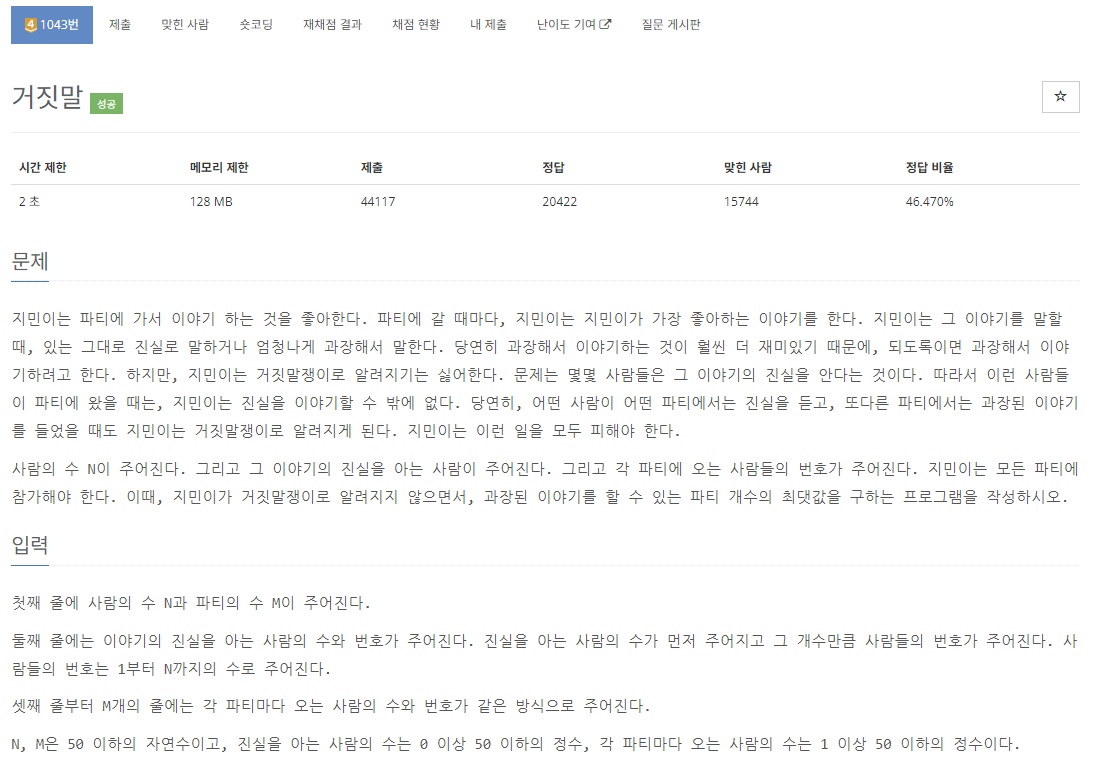 4 1043번 제출 맞힌 사람 숏코딩 재채점 결과 채점 현황 내 제출 난이도 기여 질문 게시판
거짓말 성공
시간 제한 메모리 제한 제출 정답 맞힌 사람 정답 비율
2 초 128 MB 44117 20422 15744 46.470%
문제
지민이는 파티에 가서 이야기 하는 것을 좋아한다. 파티에 갈 때마다, 지민이는 지민이가 가장 좋아하는 이야기를 한다. 지민이는 그 이야기를 말할
때, 있는 그대로 진실로 말하거나 엄청나게 과장해서 말한다. 당연히 과장해서 이야기하는 것이 훨씬 더 재미있기 때문에, 되도록이면 과장해서 이야
기하려고 한다. 하지만, 지민이는 거짓말쟁이로 알려지기는 싫어한다. 문제는 몇몇 사람들은 그 이야기의 진실을 안다는 것이다. 따라서 이런 사람들
이 파티에 왔을 때는, 지민이는 진실을 이야기할 수 밖에 없다. 당연히, 어떤 사람이 어떤 파티에서는 진실을 듣고, 또다른 파티에서는 과장된 이야기
를 들었을 때도 지민이는 거짓말쟁이로 알려지게 된다. 지민이는 이런 일을 모두 피해야 한다.
사람의 수 N이 주어진다. 그리고 그 이야기의 진실을 아는 사람이 주어진다. 그리고 각 파티에 오는 사람들의 번호가 주어진다. 지민이는 모든 파티에
참가해야 한다. 이때, 지민이가 거짓말쟁이로 알려지지 않으면서, 과장된 이야기를 할 수 있는 파티 개수의 최댓값을 구하는 프로그램을 작성하시오.
입력
첫째 줄에 사람의 수 N과 파티의 수 M이 주어진다.
둘째 줄에는 이야기의 진실을 아는 사람의 수와 번호가 주어진다. 진실을 아는 사람의 수가 먼저 주어지고 그 개수만큼 사람들의 번호가 주어진다. 사
람들의 번호는 1부터 N까지의 수로 주어진다.
셋째 줄부터 M개의 줄에는 각 파티마다 오는 사람의 수와 번호가 같은 방식으로 주어진다.
N, M은 50 이하의 자연수이고, 진실을 아는 사람의 수는 0 이상 50 이하의 정수, 각 파티마다 오는 사람의 수는 1 이상 50 이하의 정수이다.